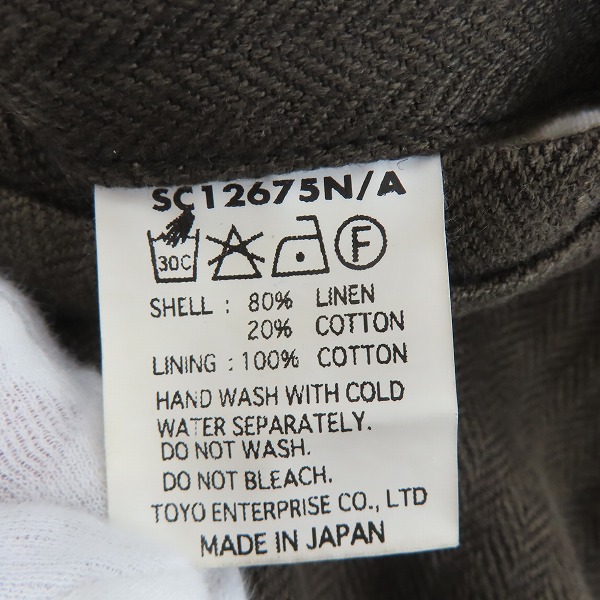 SC12675N/A
30C F
SHELL : 80% LINEN
20% COTTON
LINING : 100% COTTON
HAND WASH WITH COLD
WATER SEPARATELY.
DO NOT WASH.
DO NOT BLEACH.
TOYO ENTERPRISE CO., LTD
MADE IN JAPAN